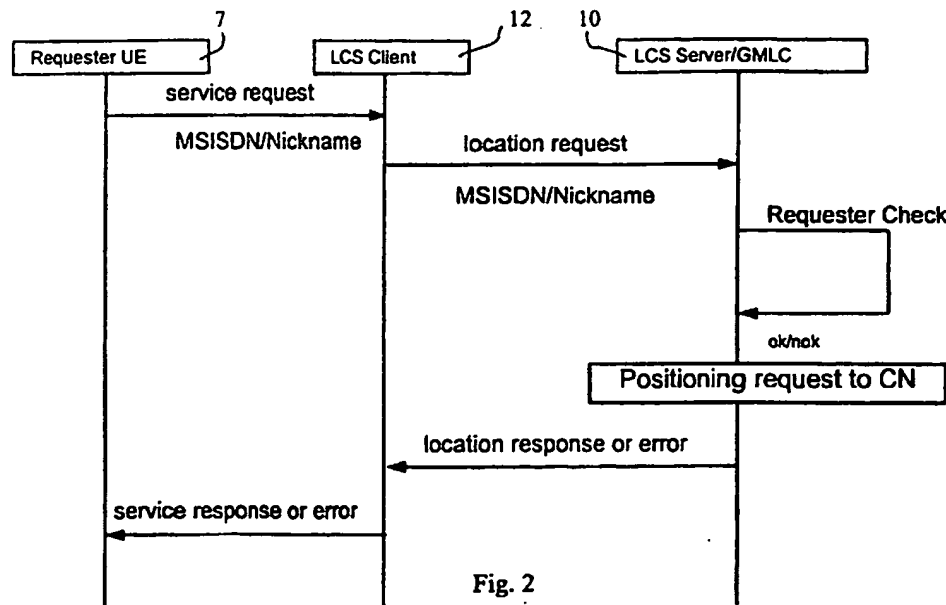 7
12
10
Requester UE
LCS Client
LCS Server/GMLC
service request
MSISDN/Nickname
location request
MSISDN/Nickname
Requester Check
ok/nok
Positioning request to CN
location response or error
service response or error
Fig. 2